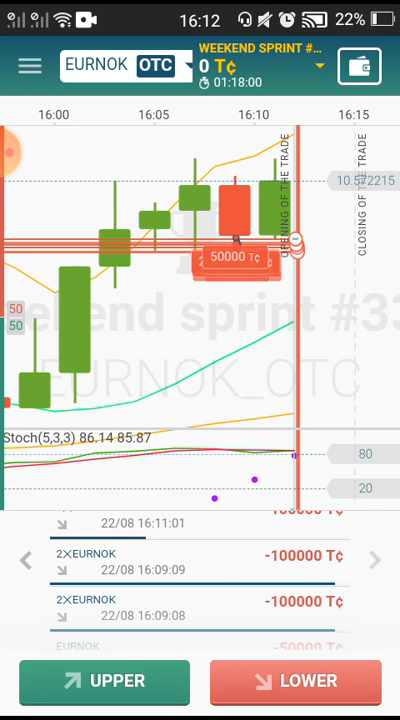 16:12
22%
EURNOK OTC
WEEKEND SPRINT #...
0 T¢
01:18:00
16:00 16:05 16:10 16:15
10.572215
OPENING OF THE TRADE
CLOSING OF THE TRADE
50000 T¢
50
50
Weekend sprint #33
EURNOK_OTC
Stoch(5,3,3) 86.14 85.87
80
20
22/08 16:11:01
-100000 T¢
2XEURNOK -100000 T¢
22/08 16:09:09
2XEURNOK -100000 T¢
22/08 16:09:08
EURNOK -50000 T¢
UPPER
LOWER